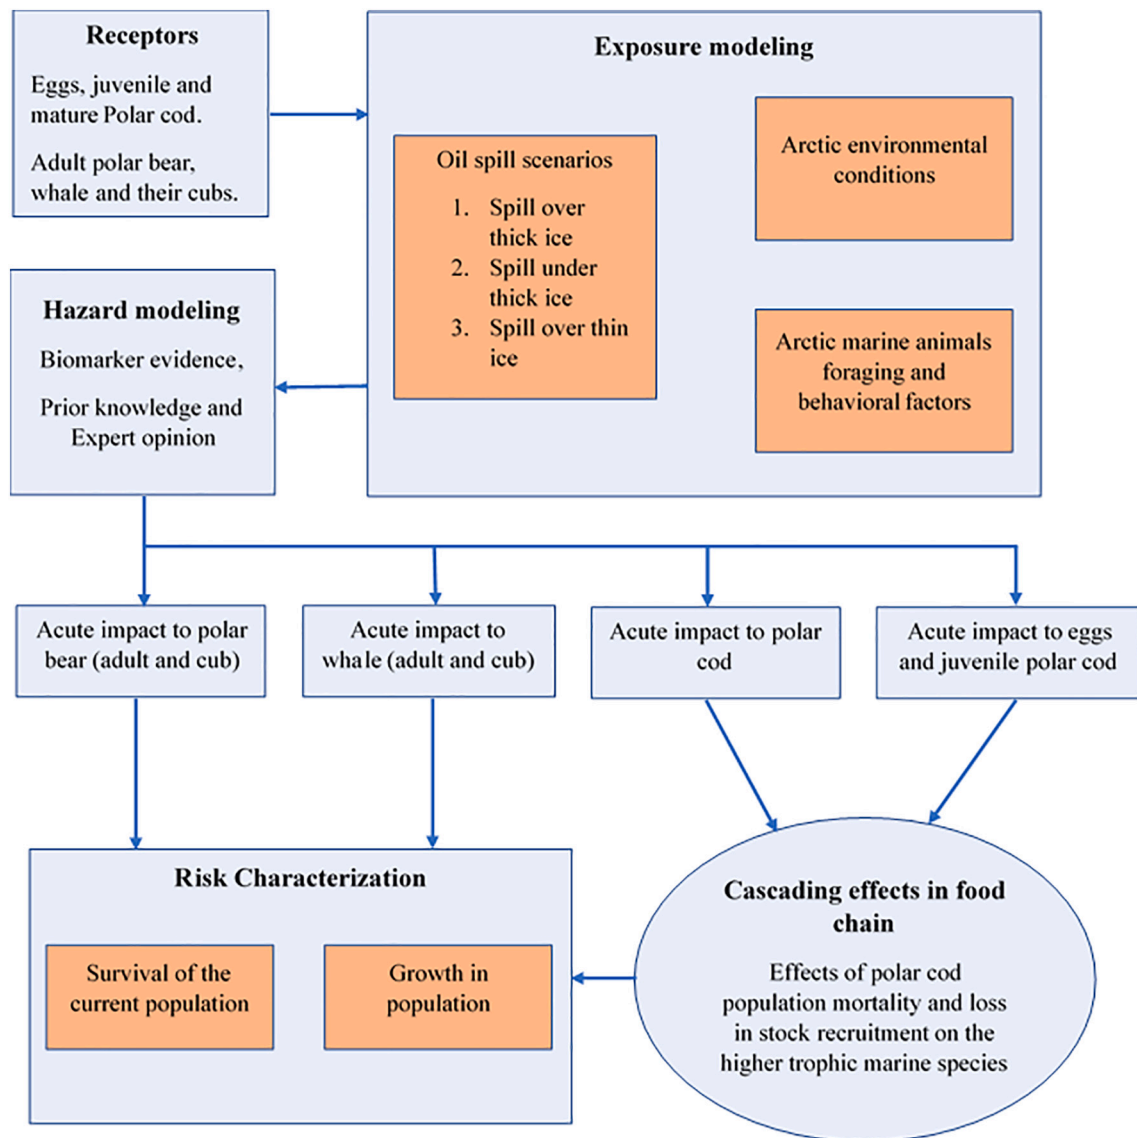 Receptors
Eggs, juvenile and
mature Polar cod.
Adult polar bear,
whale and their cubs.
Exposure modeling
Oil spill scenarios
1. Spill over
thick ice
2. Spill under
thick ice
3. Spill over thin
ice
Arctic environmental
conditions
Arctic marine animals
foraging and
behavioral factors
Hazard modeling
Biomarker evidence,
Prior knowledge and
Expert opinion
Acute impact to polar
bear (adult and cub)
Acute impact to
whale (adult and cub)
Acute impact to polar
cod
Acute impact to eggs
and juvenile polar cod
Risk Characterization
Survival of the
current population
Growth in
population
Cascading effects in food
chain
Effects of polar cod
population mortality and loss
in stock recruitment on the
higher trophic marine species